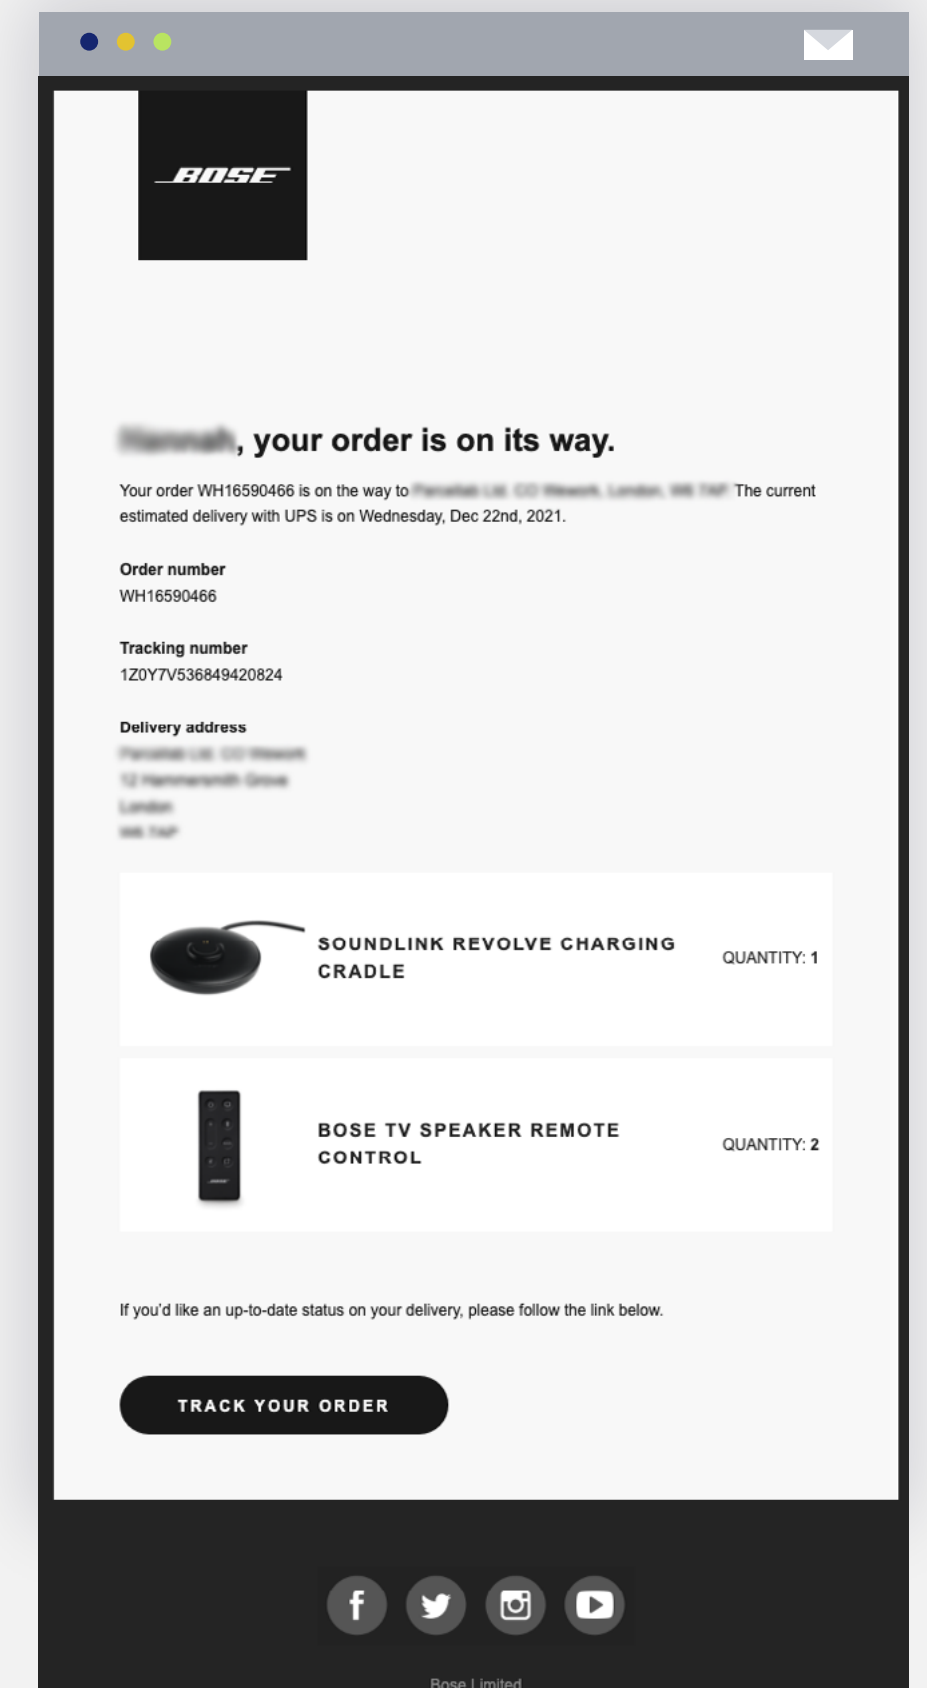 BOSE
, your order is on its way.
Your order WH16590466 is on the way to The current
estimated delivery with UPS is on Wednesday, Dec 22nd, 2021.
Order number
WH16590466
Tracking number
1Z0Y7V536849420824
Delivery address
SOUNDLINK REVOLVE CHARGING
CRADLE
QUANTITY: 1
BOSE TV SPEAKER REMOTE
CONTROL
QUANTITY: 2
If you'd like an up-to-date status on your delivery, please follow the link below.
TRACK YOUR ORDER
Bose Limited